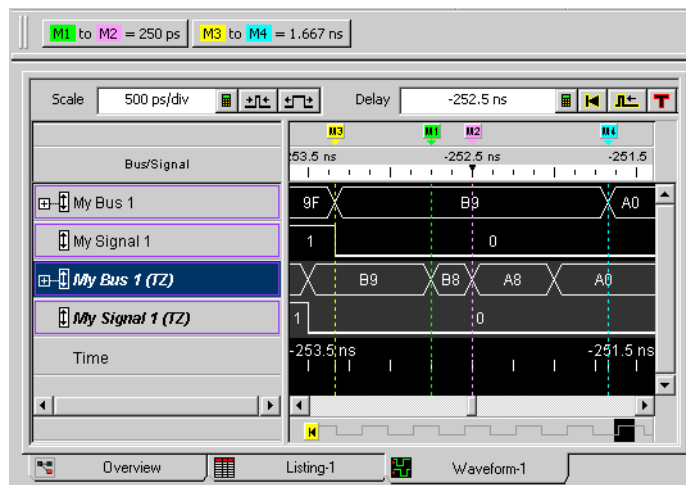 M1 to M2 = 250 ps M3 to M4 = 1.667 ns
Scale 500 ps/div Delay -252.5 ns T
M3 M1 M2 M4
Bus/Signal :53.5 ns -252.5 ns -251.5
My Bus 1 9F B9 A0
My Signal 1 1 0
My Bus 1 (TZ) B9 B8 A8 A0
My Signal 1 (TZ) 1 0
Time -253.5 ns -251.5 ns
Overview Listing-1 Waveform-1